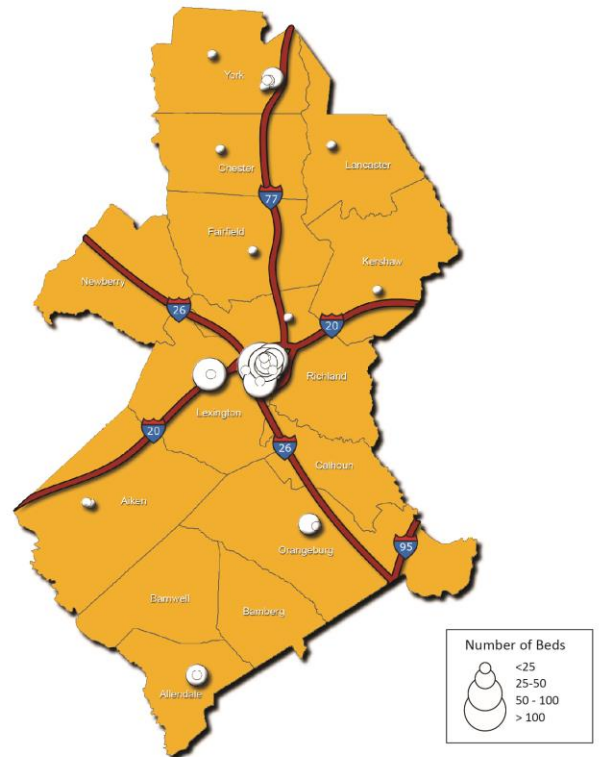 York
Chester
Lancaster
77
Fairfield
Kershaw
Newberry
26
20
Richland
Lexington
20
26
Calhoun
Aiken
Orangeburg
95
Barnwell
Bamberg
Allendale
Number of Beds
<25
25-50
50 - 100
> 100